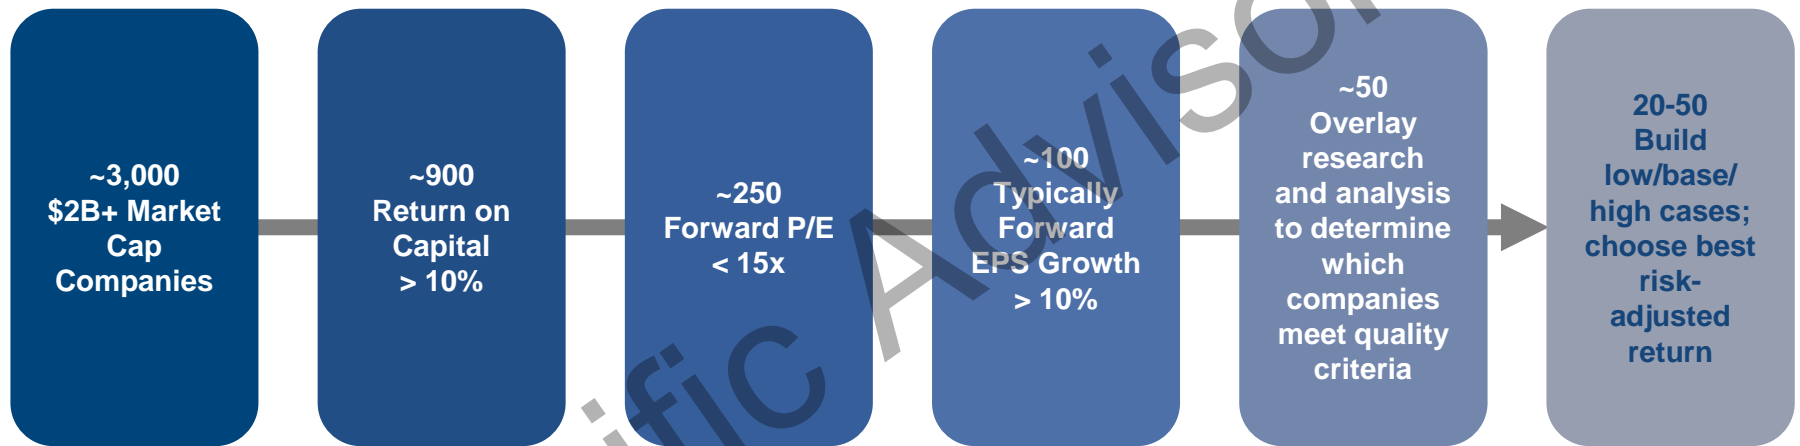 ~3,000
$2B+ Market
Cap
Companies
~900
Return on
Capital
> 10%
~250
Forward P/E
< 15x
~100
Typically
Forward
EPS Growth
> 10%
~50
Overlay
research
and analysis
to determine
which
companies
meet quality
criteria
20-50
Build
low/base/
high cases;
choose best
risk-
adjusted
return
ific Advisor